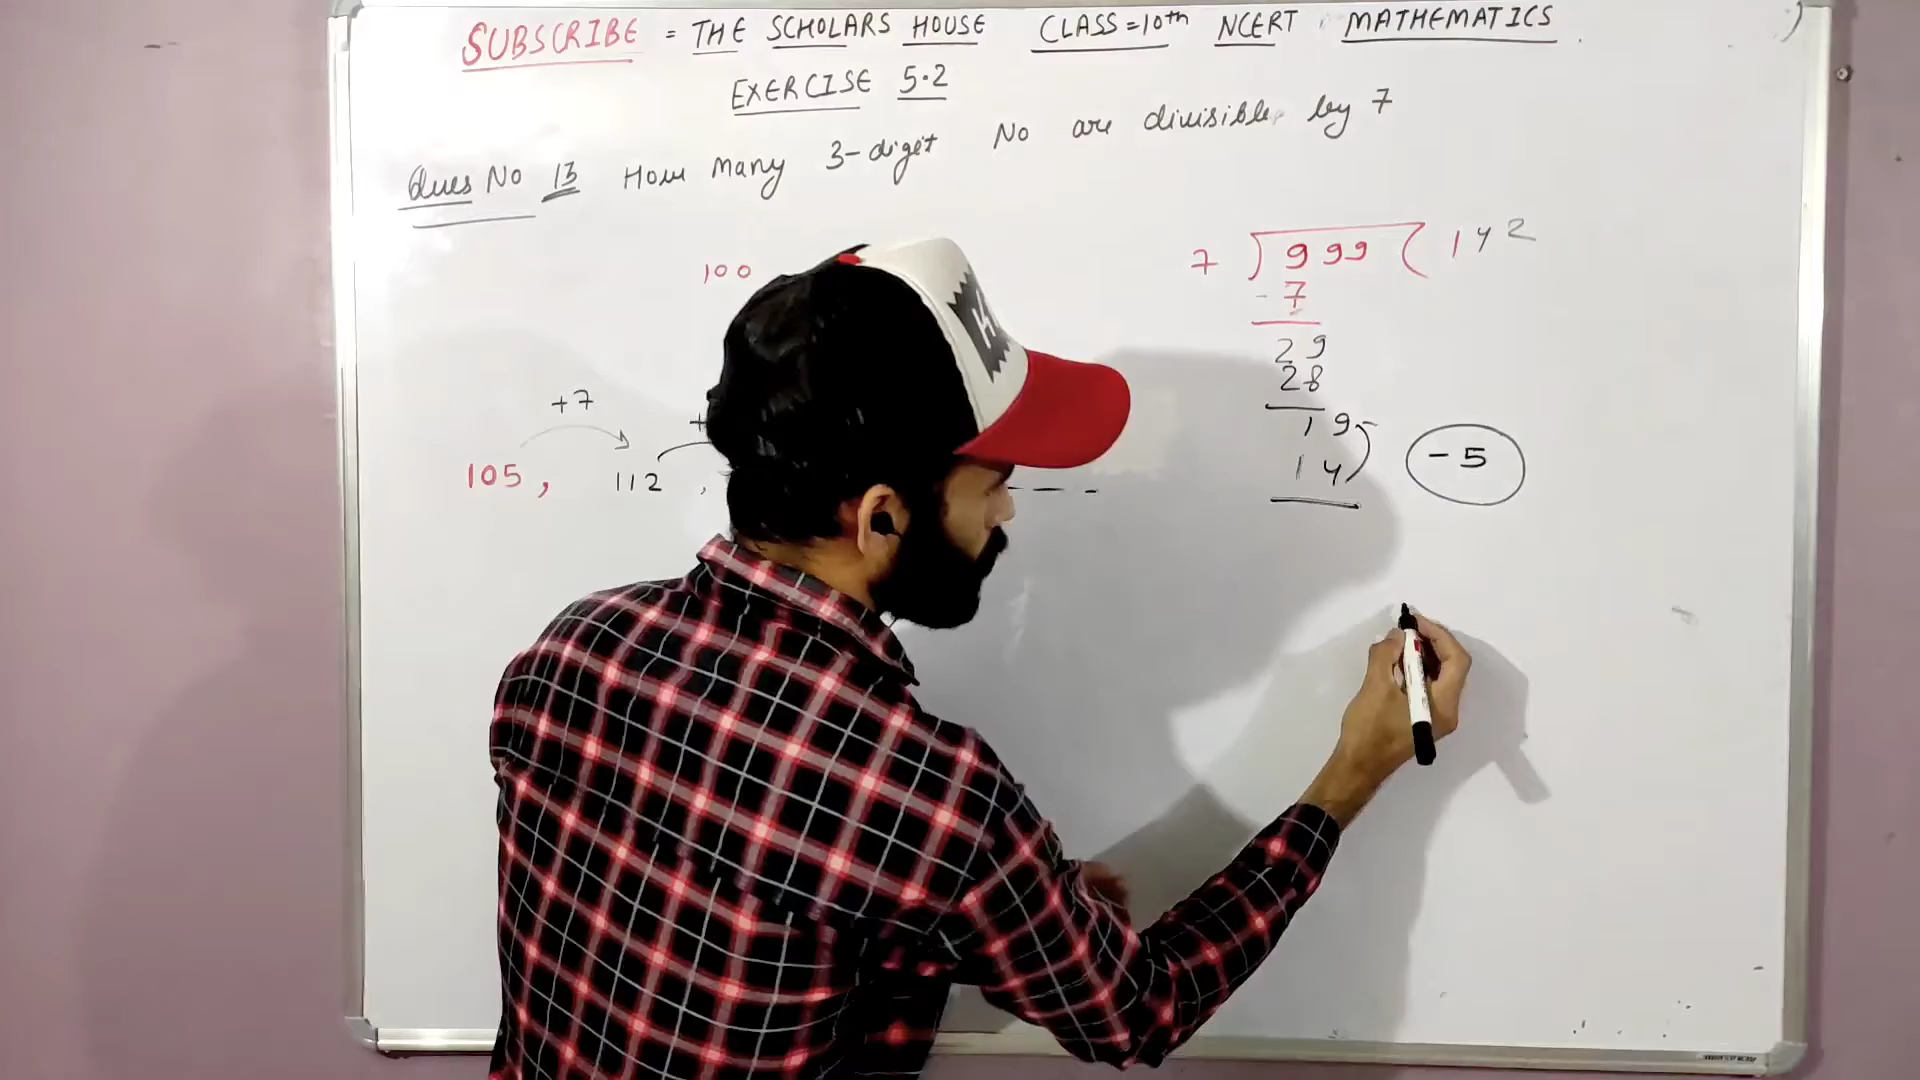 SUBSCRIBE = THE SCHOLARS HOUSE CLASS=10th NCERT MATHEMATICS
EXERCISE 5.2
Ques No 13 How many 3-digit No are divisible by 7
100
7 ) 999 ( 142
- 7
29
28
19
14
- 5
+7
+
105, 112 ,